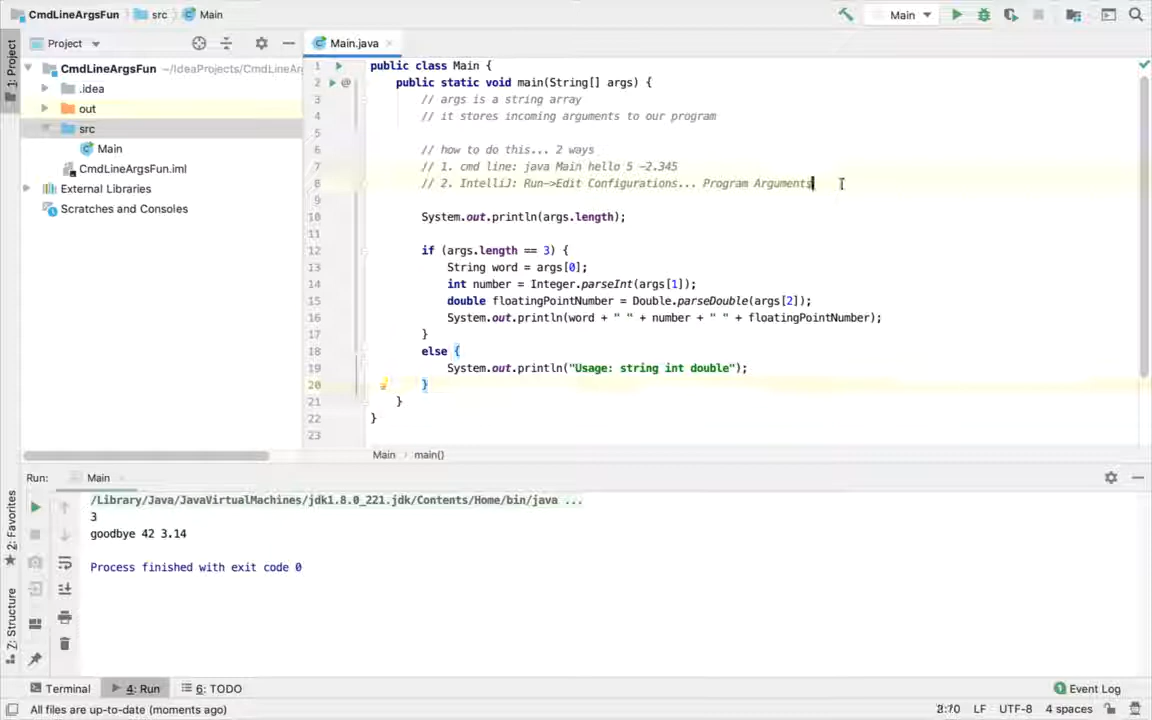 CmdLineArgsFun src Main Main
1: Project
Project
Main.java
CmdLineArgsFun ~/IdeaProjects/CmdLineArg
.idea
out
src
Main
CmdLineArgsFun.iml
External Libraries
Scratches and Consoles
1 public class Main {
2 @ public static void main(String[] args) {
3 // args is a string array
4 // it stores incoming arguments to our program
5
6 // how to do this... 2 ways
7 // 1. cmd line: java Main hello 5 -2.345
8 // 2. IntelliJ: Run->Edit Configurations... Program Arguments
9
10 System.out.println(args.length);
11
12 if (args.length == 3) {
13 String word = args[0];
14 int number = Integer.parseInt(args[1]);
15 double floatingPointNumber = Double.parseDouble(args[2]);
16 System.out.println(word + " " + number + " " + floatingPointNumber);
17 }
18 else {
19 System.out.println("Usage: string int double");
20 }
21 }
22 }
23
Main main()
Run: Main
/Library/Java/JavaVirtualMachines/jdk1.8.0_221.jdk/Contents/Home/bin/java ...
3
goodbye 42 3.14
Process finished with exit code 0
2: Favorites
Z: Structure
Terminal 4: Run 6: TODO 1 Event Log
All files are up-to-date (moments ago) LF UTF-8 4 spaces